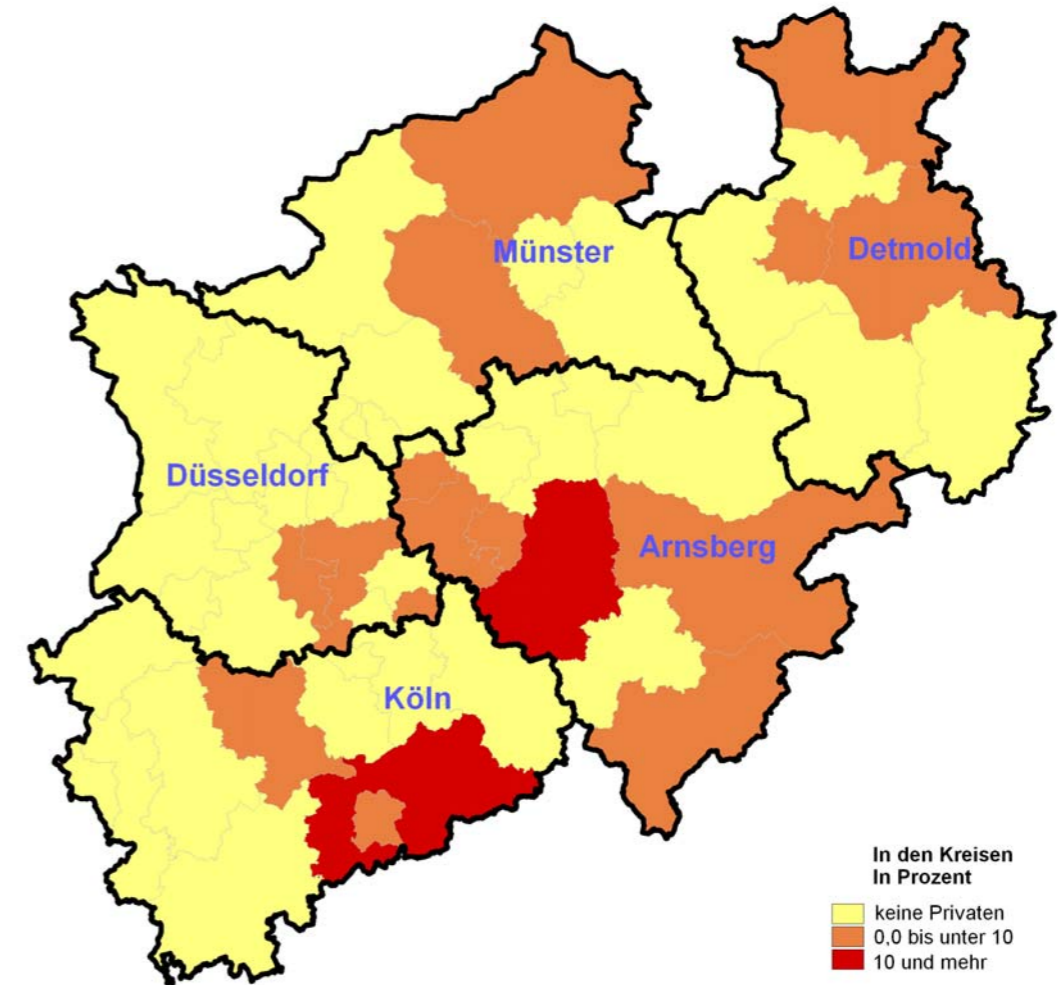 Münster
Detmold
Düsseldorf
Arnsberg
Köln
In den Kreisen
In Prozent
keine Privaten
0,0 bis unter 10
10 und mehr